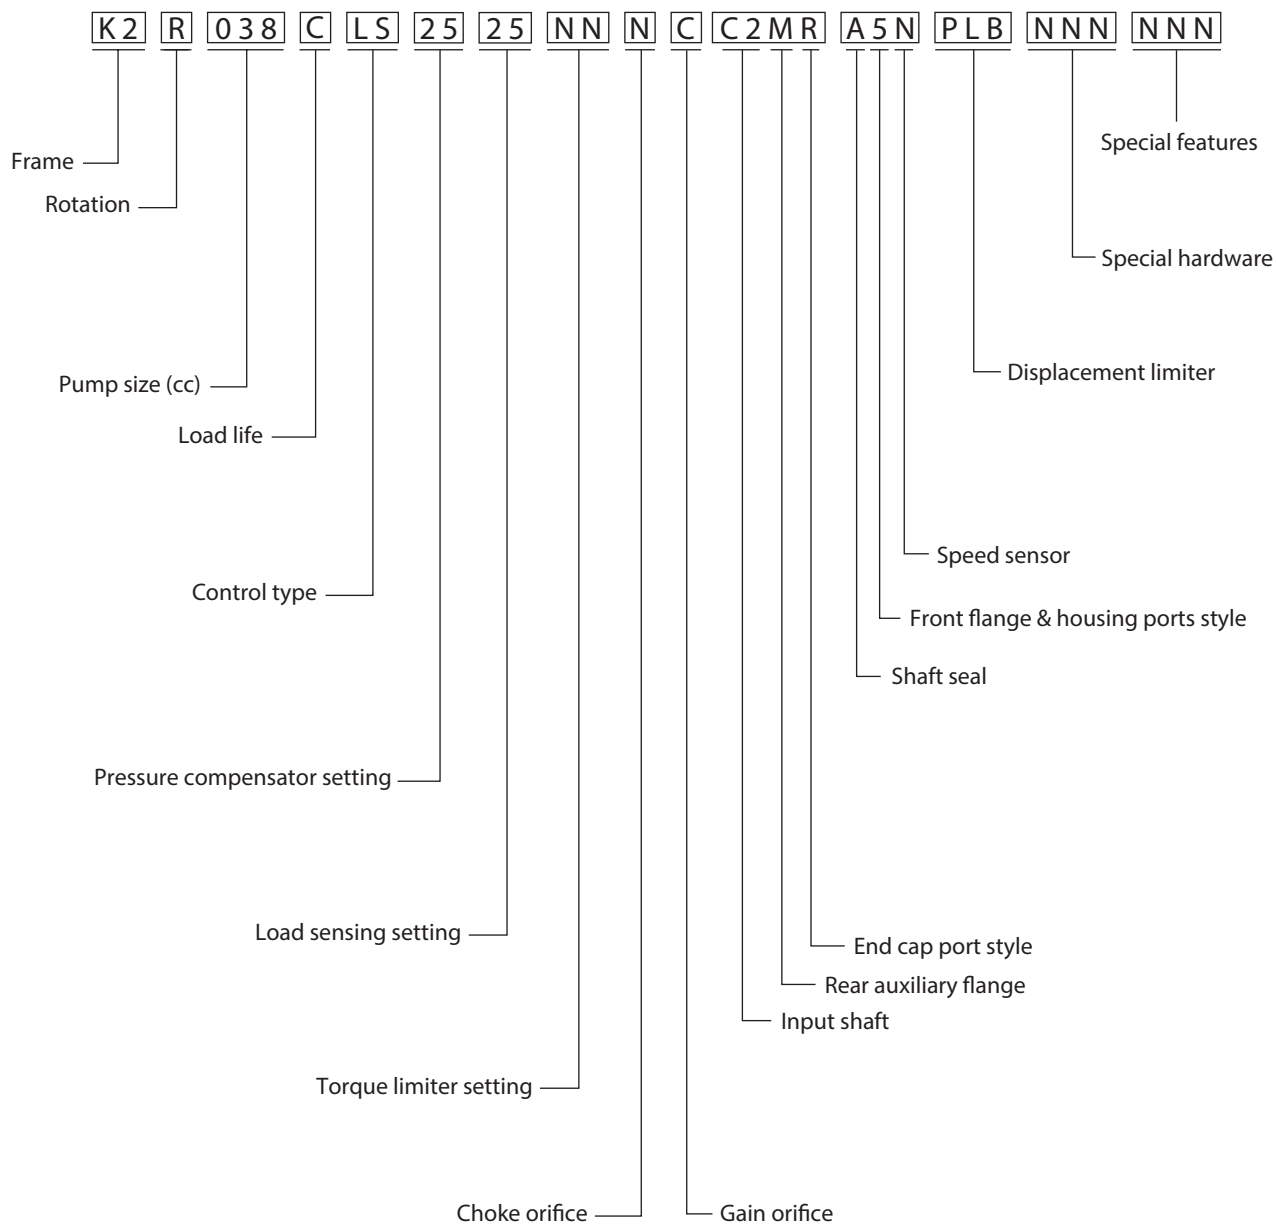 K2 R 038 C LS 25 25 NN N C C2MR A5N PLB NNN NNN
Special features
Frame
Rotation
Special hardware
Displacement limiter
Pump size (cc)
Load life
Speed sensor
Control type
Front flange & housing ports style
Shaft seal
Pressure compensator setting
Load sensing setting
End cap port style
Rear auxiliary flange
Input shaft
Torque limiter setting
Choke orifice
Gain orifice